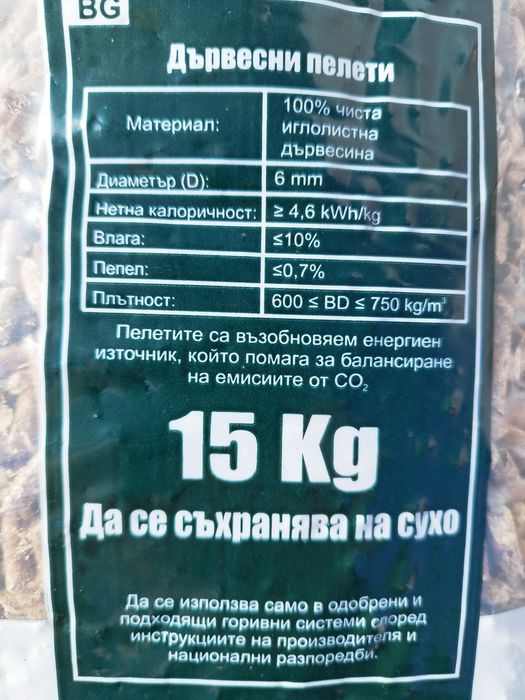 BG
Дървесни пелети
Материал:
100% чиста
иглолистна
дървесина
Диаметър (D): 6 mm
Нетна калоричност: ≥ 4,6 kWh/kg
Влага: ≤10%
Пепел: ≤0,7%
Плътност: 600 ≤ BD ≤ 750 kg/m³
Пелетите са възобновяем енергиен
източник, който помага за балансиране
на емисиите от CO₂
15 Kg
Да се съхранява на сухо
Да се използва само в одобрени и
подходящи горивни системи според
инструкциите на производителя и
национални разпоредби.